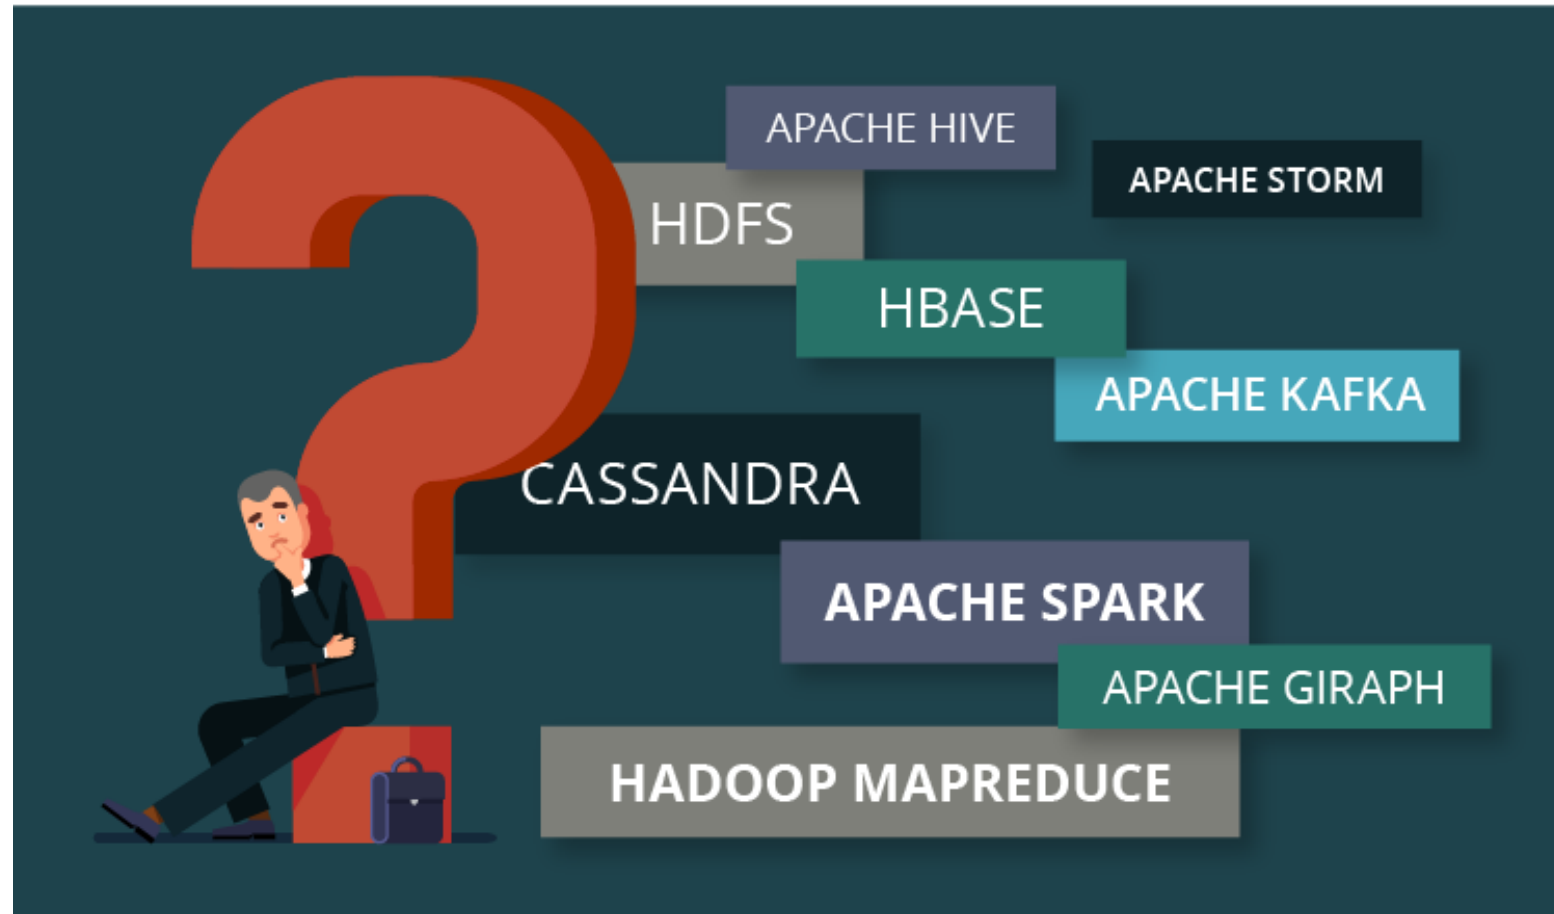 APACHE HIVE
APACHE STORM
HDFS
HBASE
APACHE KAFKA
CASSANDRA
APACHE SPARK
APACHE GIRAPH
HADOOP MAPREDUCE